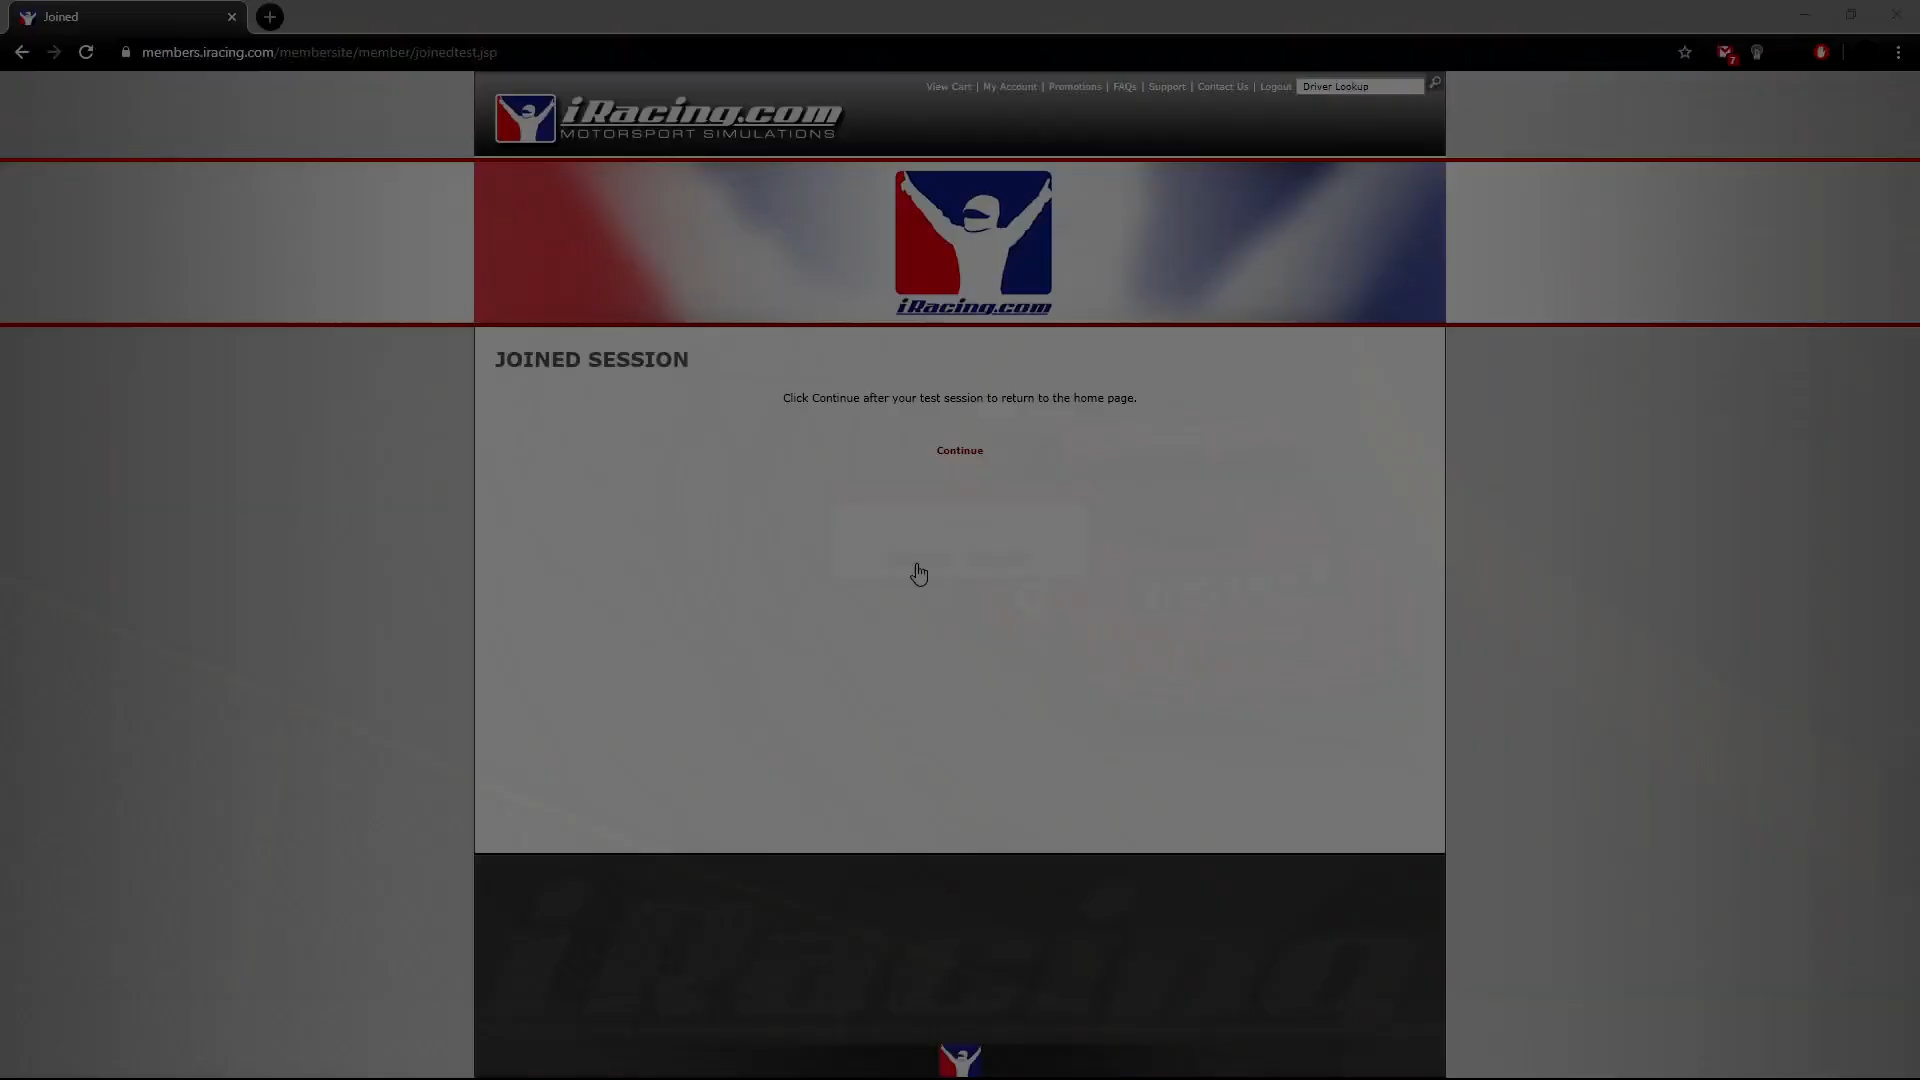 Joined
members.iracing.com/membersite/member/joinedtest.jsp
7
View Cart | My Account | Promotions | FAQs | Support | Contact Us | Logout
Driver Lookup
iRacing.com
MOTORSPORT SIMULATIONS
iRacing.com
JOINED SESSION
Click Continue after your test session to return to the home page.
Continue
iRacing